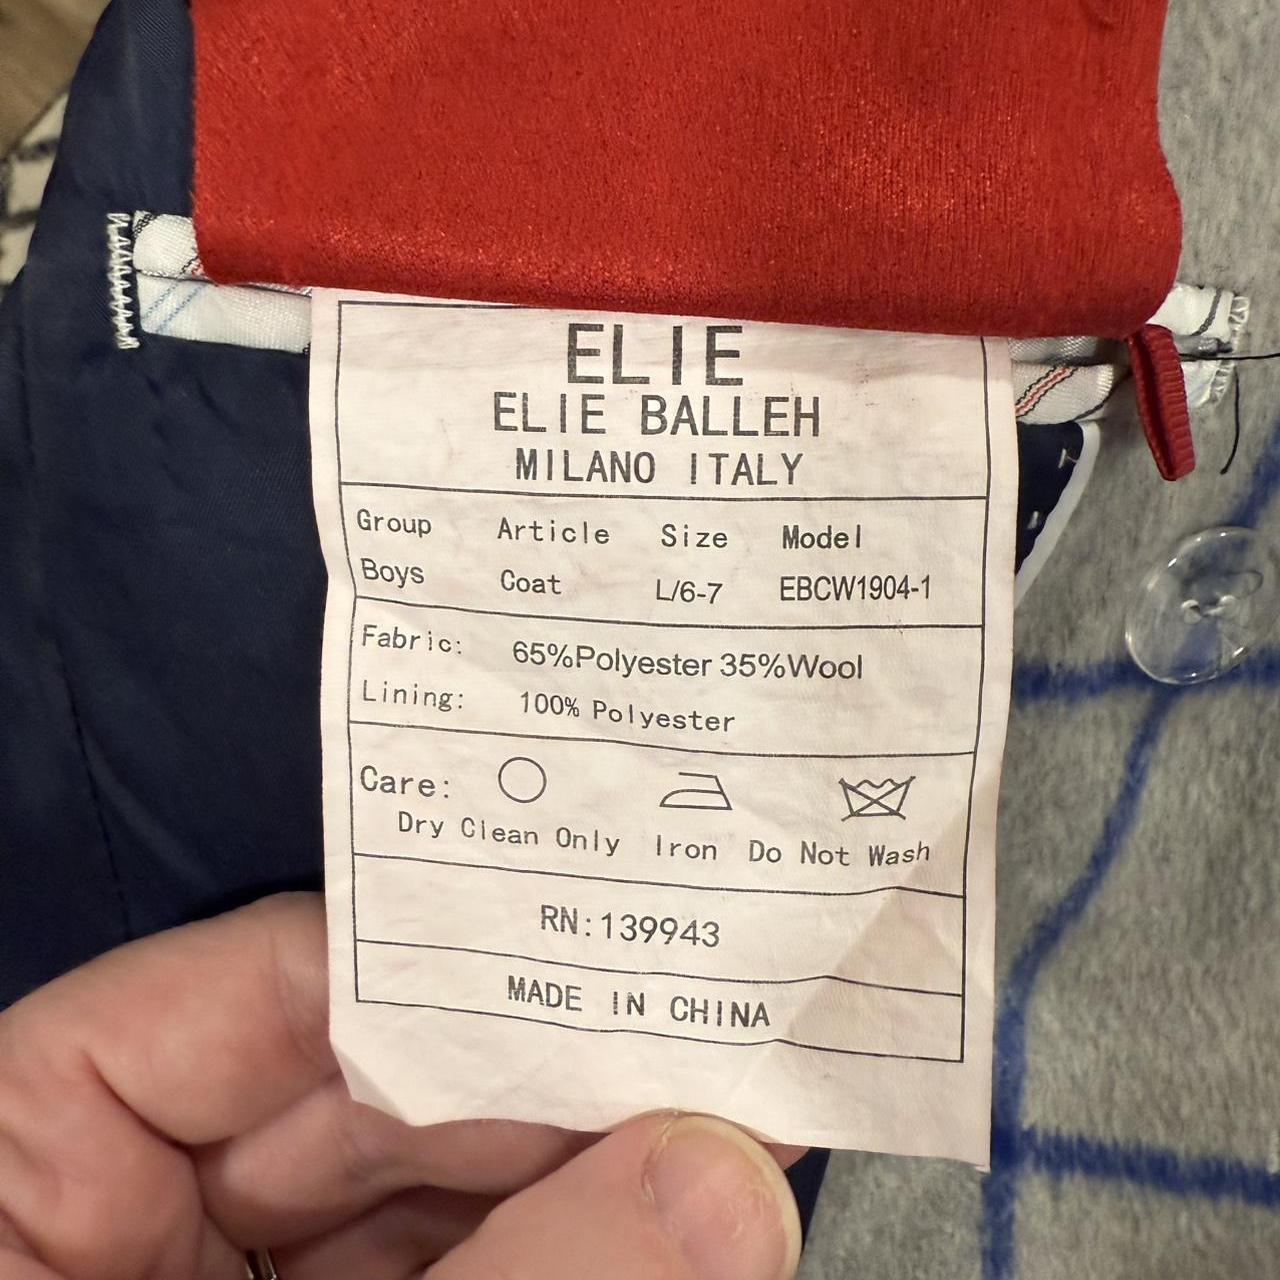 ELIE
ELIE BALLEH
MILANO ITALY
Group Article Size Model
Boys Coat L/6-7 EBCW1904-1
Fabric: 65%Polyester 35%Wool
Lining: 100% Polyester
Care:
Dry Clean Only Iron Do Not Wash
RN:139943
MADE IN CHINA